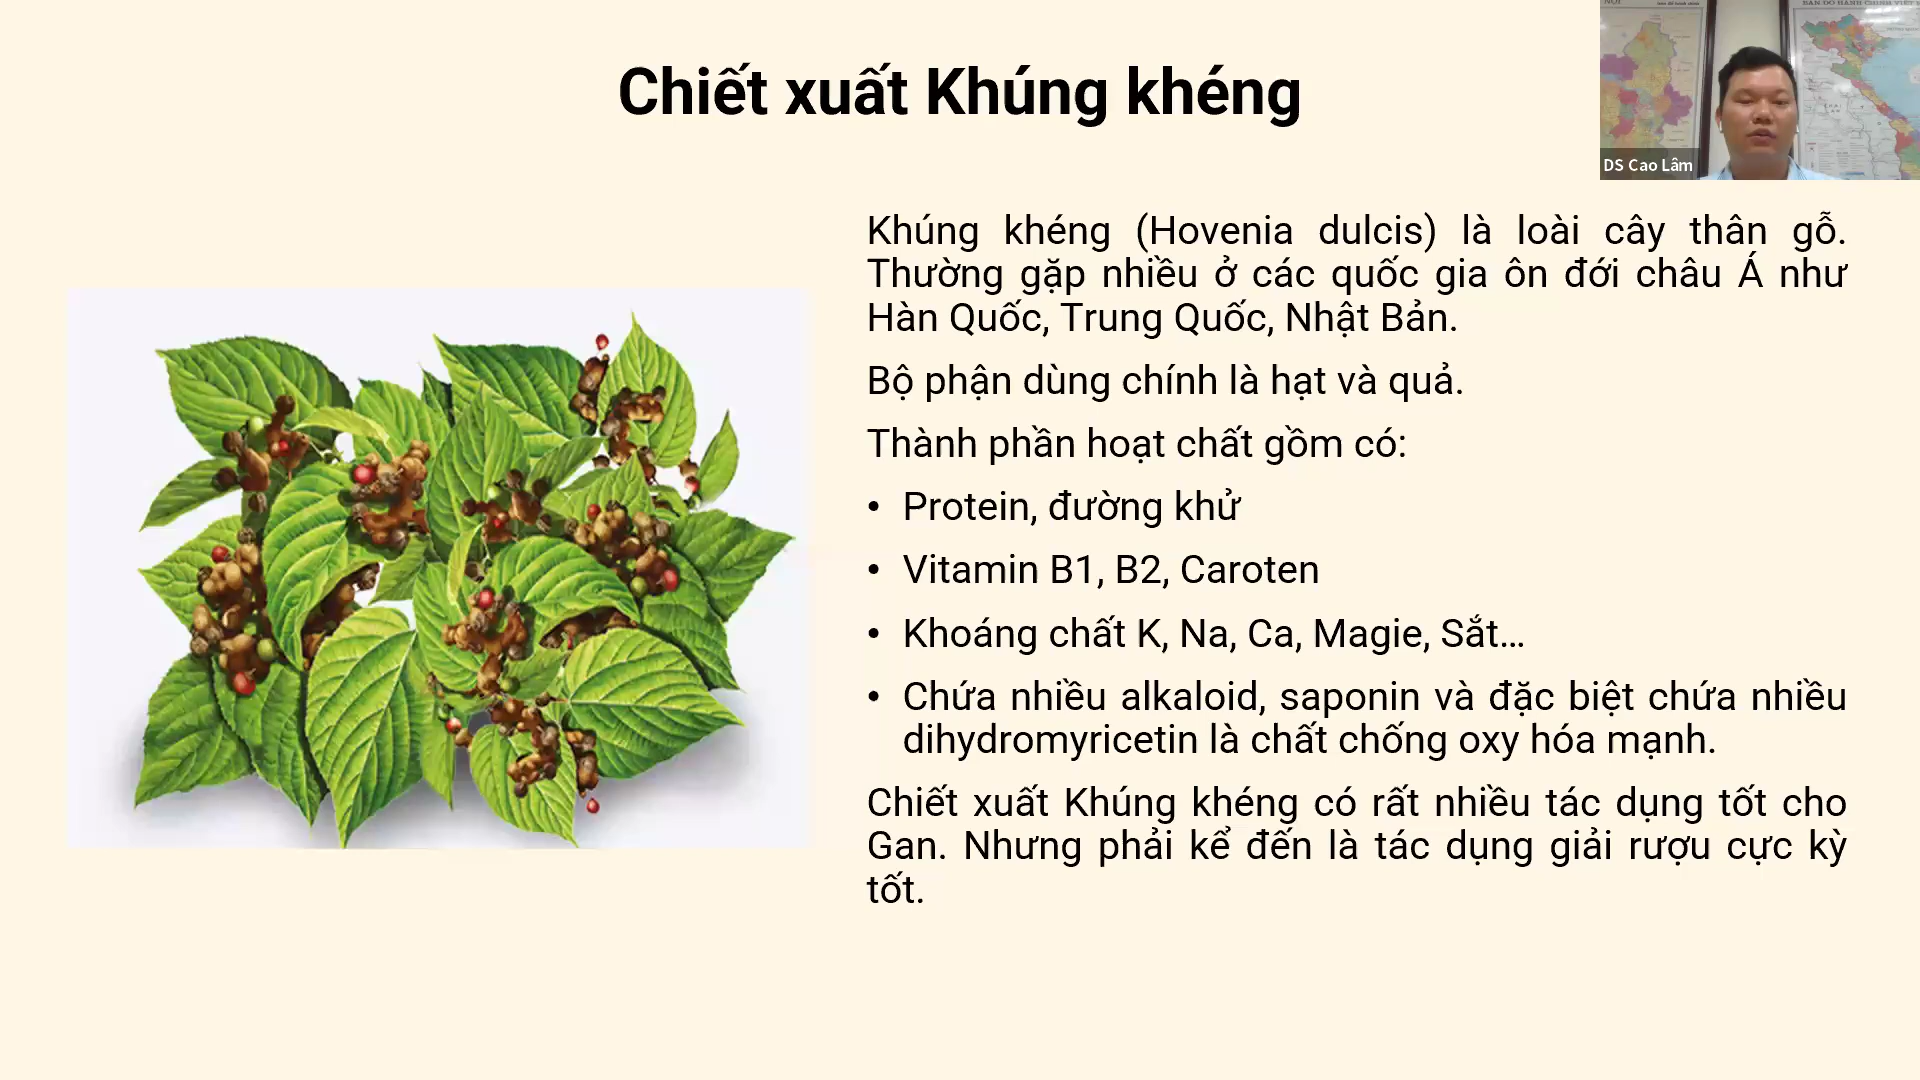 Chiết xuất Khúng khéng
BẢN ĐỒ HÀNH CHÍNH VIỆT
DS Cao Lâm
Khúng khéng (Hovenia dulcis) là loài cây thân gỗ.
Thường gặp nhiều ở các quốc gia ôn đới châu Á như
Hàn Quốc, Trung Quốc, Nhật Bản.
Bộ phận dùng chính là hạt và quả.
Thành phần hoạt chất gồm có:
• Protein, đường khử
• Vitamin B1, B2, Caroten
• Khoáng chất K, Na, Ca, Magie, Sắt...
• Chứa nhiều alkaloid, saponin và đặc biệt chứa nhiều
dihydromyricetin là chất chống oxy hóa mạnh.
Chiết xuất Khúng khéng có rất nhiều tác dụng tốt cho
Gan. Nhưng phải kể đến là tác dụng giải rượu cực kỳ
tốt.